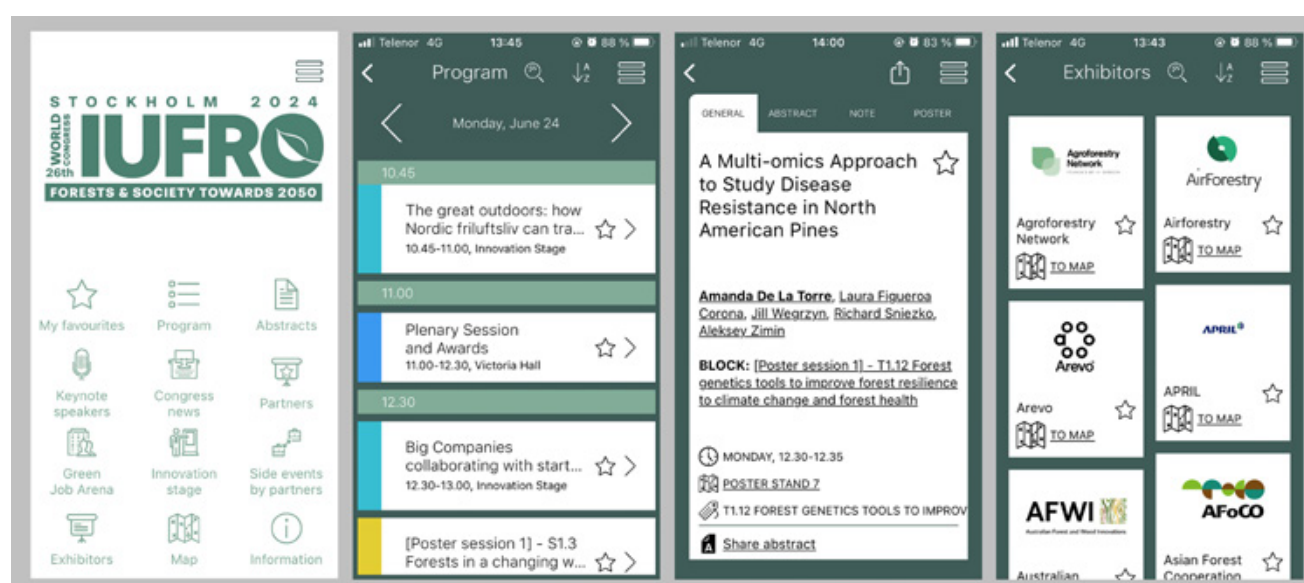 STOCKHOLM 2024
26th WORLD CONGRESS
IUFRO
FORESTS & SOCIETY TOWARDS 2050
My favourites
Program
Abstracts
Keynote
speakers
Congress
news
Partners
Green
Job Arena
Innovation
stage
Side events
by partners
Exhibitors
Map
Information
Telenor 4G 13:45 88 %
Program
Monday, June 24
10.45
The great outdoors: how
Nordic friluftsliv can tra...
10.45-11.00, Innovation Stage
11.00
Plenary Session
and Awards
11.00-12.30, Victoria Hall
12.30
Big Companies
collaborating with start...
12.30-13.00, Innovation Stage
[Poster session 1] - S1.3
Forests in a changing w...
Telenor 4G 14:00 83 %
GENERAL ABSTRACT NOTE POSTER
A Multi-omics Approach
to Study Disease
Resistance in North
American Pines
Amanda De La Torre, Laura Figueroa
Corona, Jill Wegrzyn, Richard Sniezko,
Aleksey Zimin
BLOCK: [Poster session 1] - T1.12 Forest
genetics tools to improve forest resilience
to climate change and forest health
MONDAY, 12.30-12.35
POSTER STAND 7
T1.12 FOREST GENETICS TOOLS TO IMPROV
Share abstract
Telenor 4G 13:43 88 %
Exhibitors
Agroforestry
Network
Agroforestry
Network
TO MAP
AirForestry
Airforestry
TO MAP
Arevo
Arevo
TO MAP
APRIL
APRIL
TO MAP
AFWI
Australian Forest and Wood Innovations
Australian
AFoCO
Asian Forest
Cooperation